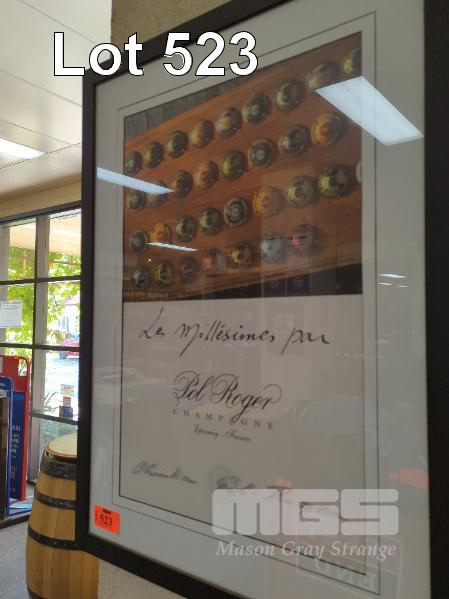 Lot 523
Les Millésimes par
Pol Roger
CHAMPAGNE
Epernay - France
523
MGS
Mason Gray Strange